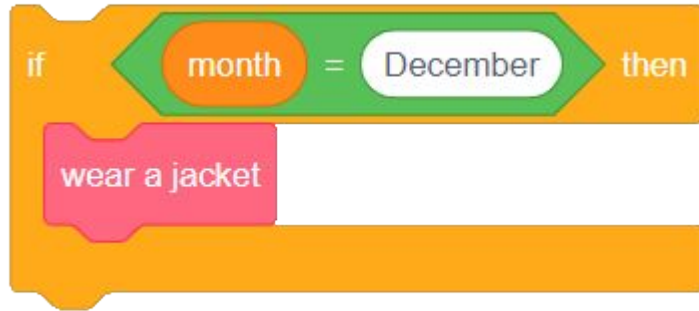 if month = December then
wear a jacket